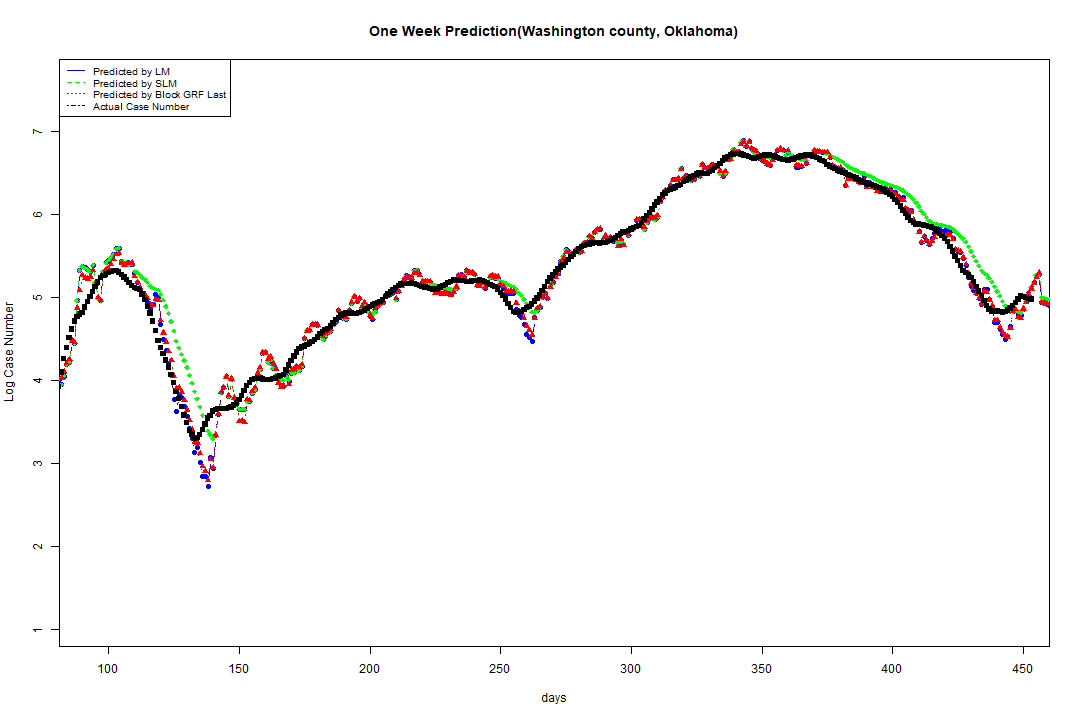 One Week Prediction(Washington county, Oklahoma)
Predicted by LM
Predicted by SLM
Predicted by Block GRF Last
Actual Case Number
7
6
5
4
3
2
1
Log Case Number
100 150 200 250 300 350 400 450
days